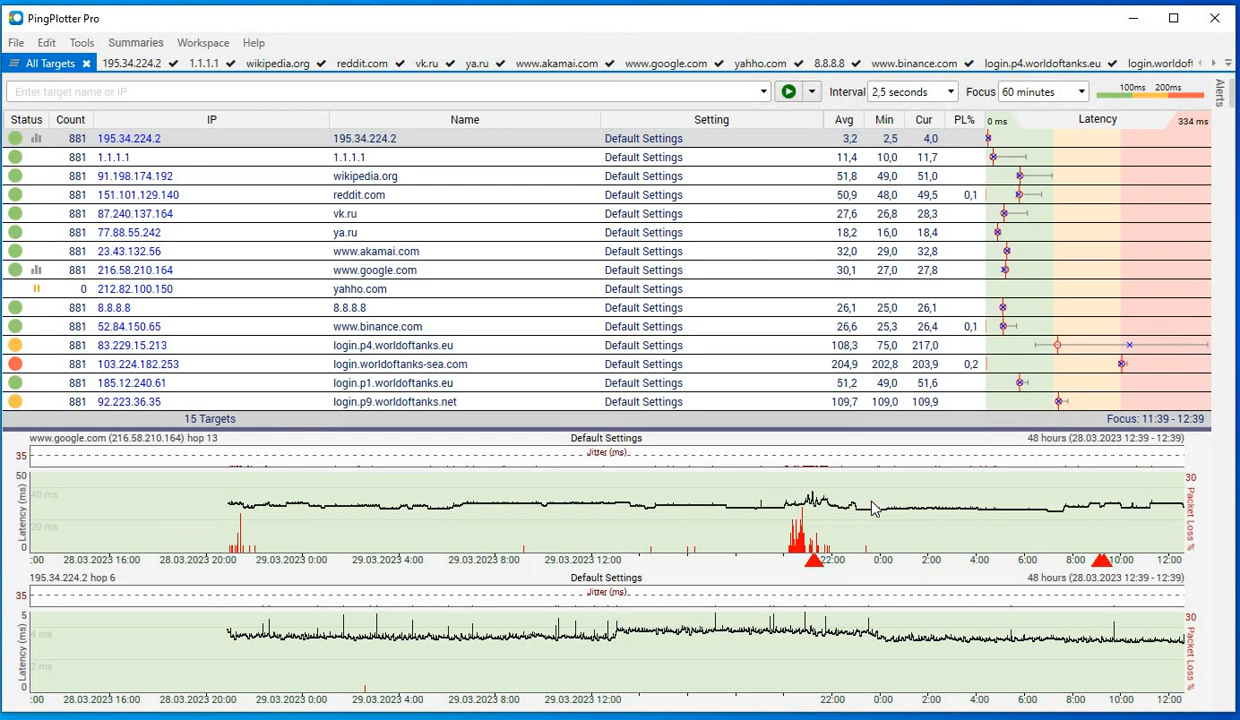 PingPlotter Pro
File Edit Tools Summaries Workspace Help
All Targets 195.34.224.2 1.1.1.1 wikipedia.org reddit.com vk.ru ya.ru www.akamai.com www.google.com yahho.com 8.8.8.8 www.binance.com login.p4.worldoftanks.eu login.worldof
Enter target name or IP Interval 2,5 seconds Focus 60 minutes 100ms 200ms Alerts
Status Count IP Name Setting Avg Min Cur PL% 0 ms Latency 334 ms
881 195.34.224.2 195.34.224.2 Default Settings 3,2 2,5 4,0
881 1.1.1.1 1.1.1.1 Default Settings 11,4 10,0 11,7
881 91.198.174.192 wikipedia.org Default Settings 51,8 49,0 51,0
881 151.101.129.140 reddit.com Default Settings 50,9 48,0 49,5 0,1
881 87.240.137.164 vk.ru Default Settings 27,6 26,8 28,3
881 77.88.55.242 ya.ru Default Settings 18,2 16,0 18,4
881 23.43.132.56 www.akamai.com Default Settings 32,0 29,0 32,8
881 216.58.210.164 www.google.com Default Settings 30,1 27,0 27,8
0 212.82.100.150 yahho.com Default Settings
881 8.8.8.8 8.8.8.8 Default Settings 26,1 25,0 26,1
881 52.84.150.65 www.binance.com Default Settings 26,6 25,3 26,4 0,1
881 83.229.15.213 login.p4.worldoftanks.eu Default Settings 108,3 75,0 217,0
881 103.224.182.253 login.worldoftanks-sea.com Default Settings 204,9 202,8 203,9 0,2
881 185.12.240.61 login.p1.worldoftanks.eu Default Settings 51,2 49,0 51,6
881 92.223.36.35 login.p9.worldoftanks.net Default Settings 109,7 109,0 109,9
15 Targets Focus: 11:39 - 12:39
www.google.com (216.58.210.164) hop 13 Default Settings 48 hours (28.03.2023 12:39 - 12:39)
35 Jitter (ms)
50 30
40 ms
Latency (ms) Packet Loss %
20 ms
0
:00 28.03.2023 16:00 28.03.2023 20:00 29.03.2023 0:00 29.03.2023 4:00 29.03.2023 8:00 29.03.2023 12:00 22:00 0:00 2:00 4:00 6:00 8:00 10:00 12:00
195.34.224.2 hop 6 Default Settings 48 hours (28.03.2023 12:39 - 12:39)
35 Jitter (ms)
5 30
4 ms
Latency (ms) Packet Loss %
2 ms
0
:00 28.03.2023 16:00 28.03.2023 20:00 29.03.2023 0:00 29.03.2023 4:00 29.03.2023 8:00 29.03.2023 12:00 22:00 0:00 2:00 4:00 6:00 8:00 10:00 12:00